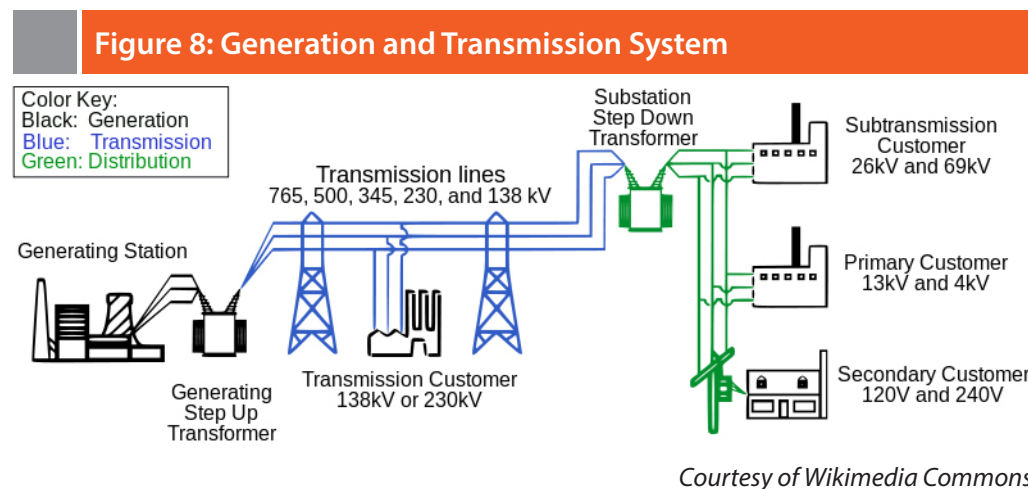 Figure 8: Generation and Transmission System
Color Key:
Black: Generation
Blue: Transmission
Green: Distribution
Substation
Step Down
Transformer
Subtransmission
Customer
26kV and 69kV
Transmission lines
765, 500, 345, 230, and 138 kV
Generating Station
Primary Customer
13kV and 4kV
Transmission Customer
138kV or 230kV
Generating
Step Up
Transformer
Secondary Customer
120V and 240V
Courtesy of Wikimedia Commons